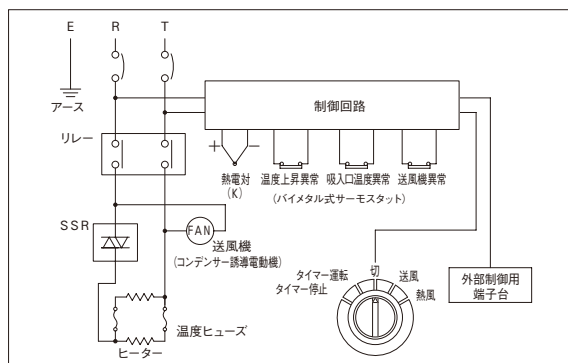 E R T
アース
制御回路
リレー
+ −
熱電対
(K)
温度上昇異常
吸入口温度異常
送風機異常
(バイメタル式サーモスタット)
SSR
FAN
送風機
(コンデンサー誘導電動機)
温度ヒューズ
ヒーター
タイマー運転
タイマー停止
切
送風
熱風
外部制御用
端子台